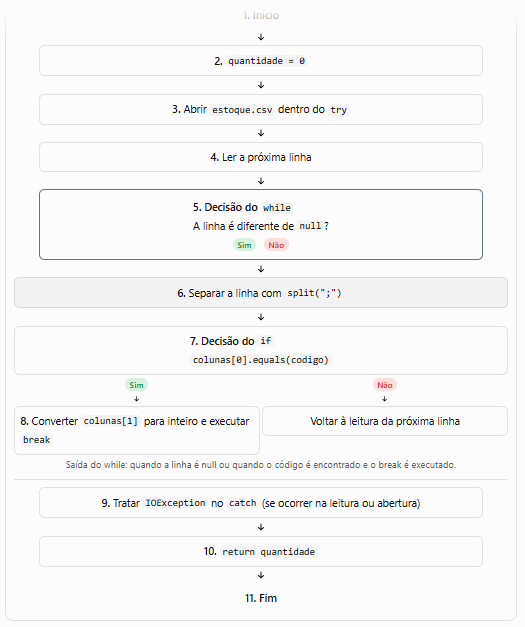 1. Início
2. quantidade = 0
3. Abrir estoque.csv dentro do try
4. Ler a próxima linha
5. Decisão do while
A linha é diferente de null?
Sim Não
6. Separar a linha com split(";")
7. Decisão do if
colunas[0].equals(codigo)
Sim Não
8. Converter colunas[1] para inteiro e executar
break
Voltar à leitura da próxima linha
Saída do while: quando a linha é null ou quando o código é encontrado e o break é executado.
9. Tratar IOException no catch (se ocorrer na leitura ou abertura)
10. return quantidade
11. Fim